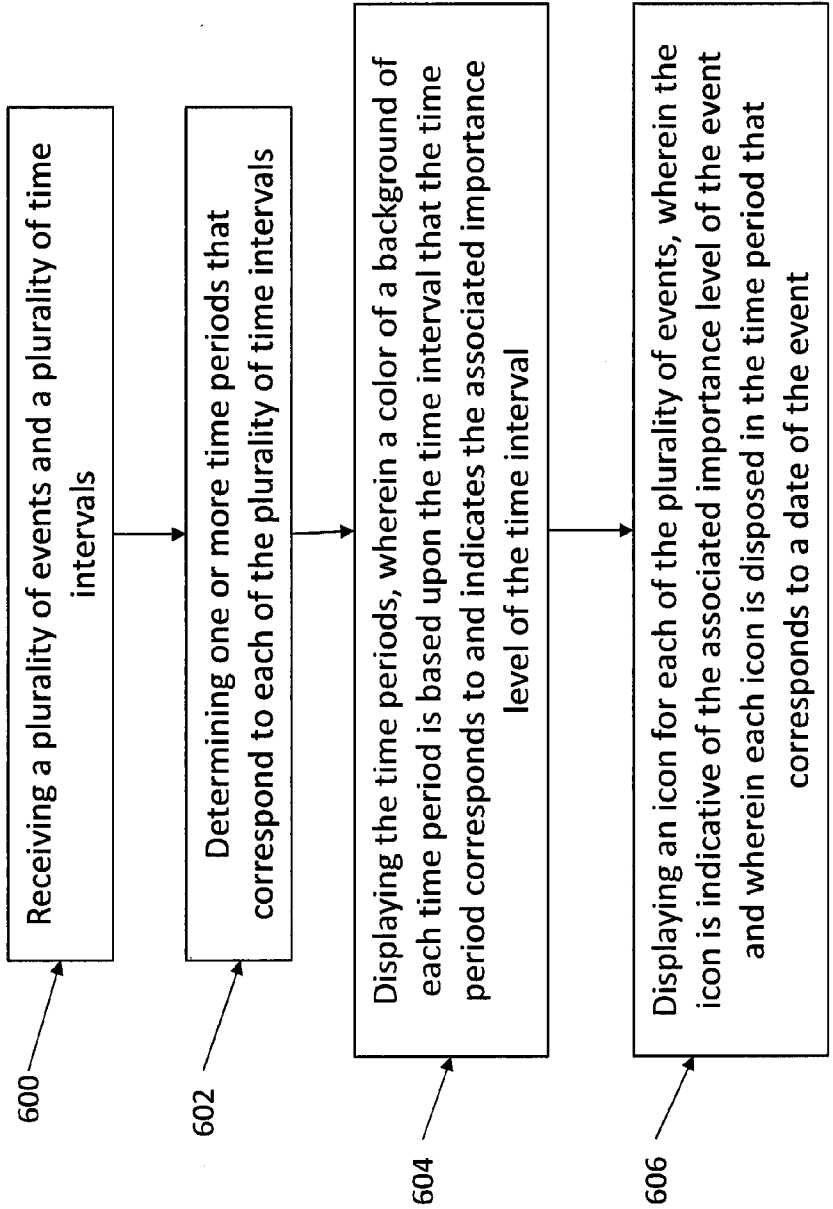 600
Receiving a plurality of events and a plurality of time
intervals
602
Determining one or more time periods that
correspond to each of the plurality of time intervals
604
Displaying the time periods, wherein a color of a background of
each time period is based upon the time interval that the time
period corresponds to and indicates the associated importance
level of the time interval
606
Displaying an icon for each of the plurality of events, wherein the
icon is indicative of the associated importance level of the event
and wherein each icon is disposed in the time period that
corresponds to a date of the event